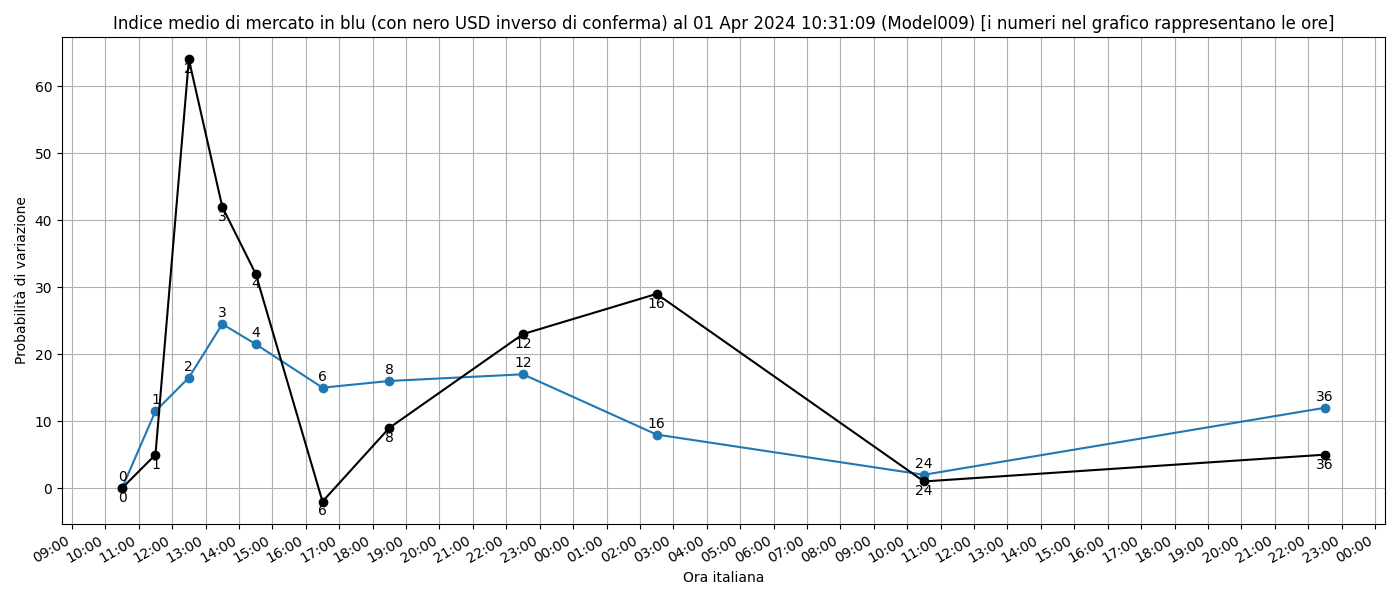 Indice medio di mercato in blu (con nero USD inverso di conferma) al 01 Apr 2024 10:31:09 (Model009) [i numeri nel grafico rappresentano le ore]
Probabilità di variazione
60
50
40
30
20
10
0
0 1 2 3 4 6 8 12 16 24 36
0 1 2 3 4 6 8 12 16 24 36
09:00 10:00 11:00 12:00 13:00 14:00 15:00 16:00 17:00 18:00 19:00 20:00 21:00 22:00 23:00 00:00 01:00 02:00 03:00 04:00 05:00 06:00 07:00 08:00 09:00 10:00 11:00 12:00 13:00 14:00 15:00 16:00 17:00 18:00 19:00 20:00 21:00 22:00 23:00 00:00
Ora italiana